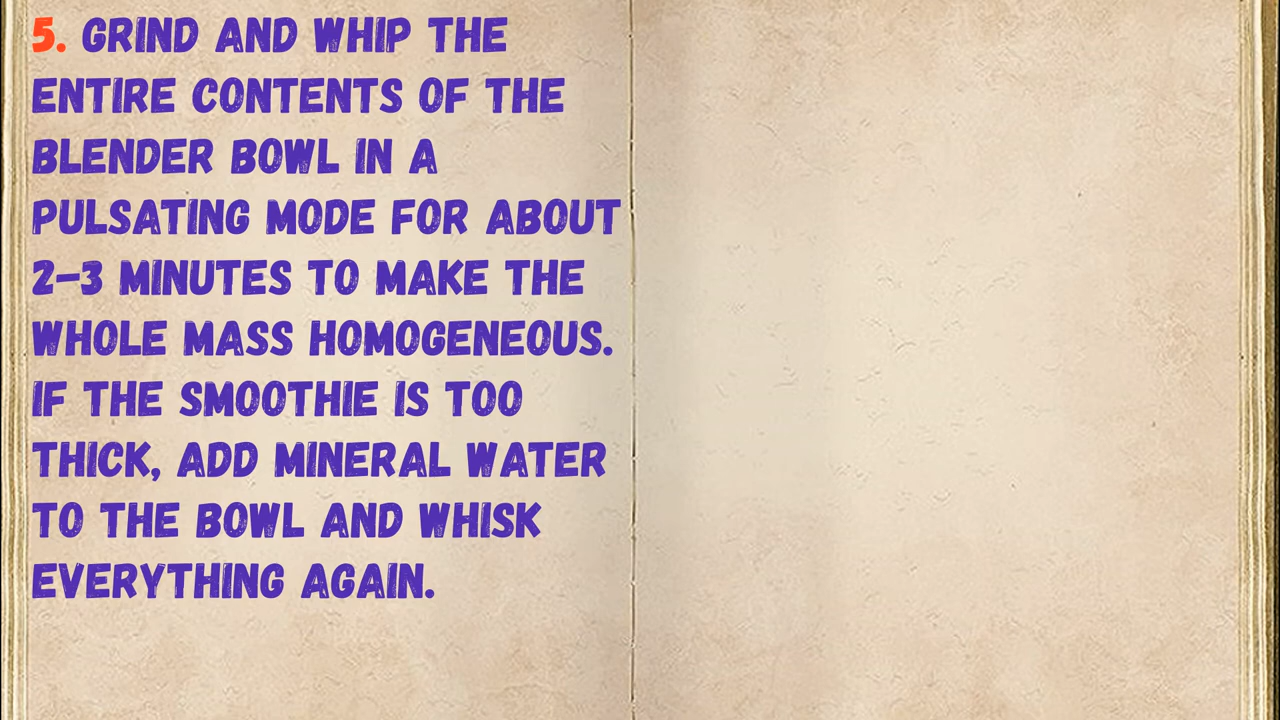 5. GRIND AND WHIP THE
ENTIRE CONTENTS OF THE
BLENDER BOWL IN A
PULSATING MODE FOR ABOUT
2-3 MINUTES TO MAKE THE
WHOLE MASS HOMOGENEOUS.
IF THE SMOOTHIE IS TOO
THICK, ADD MINERAL WATER
TO THE BOWL AND WHISK
EVERYTHING AGAIN.